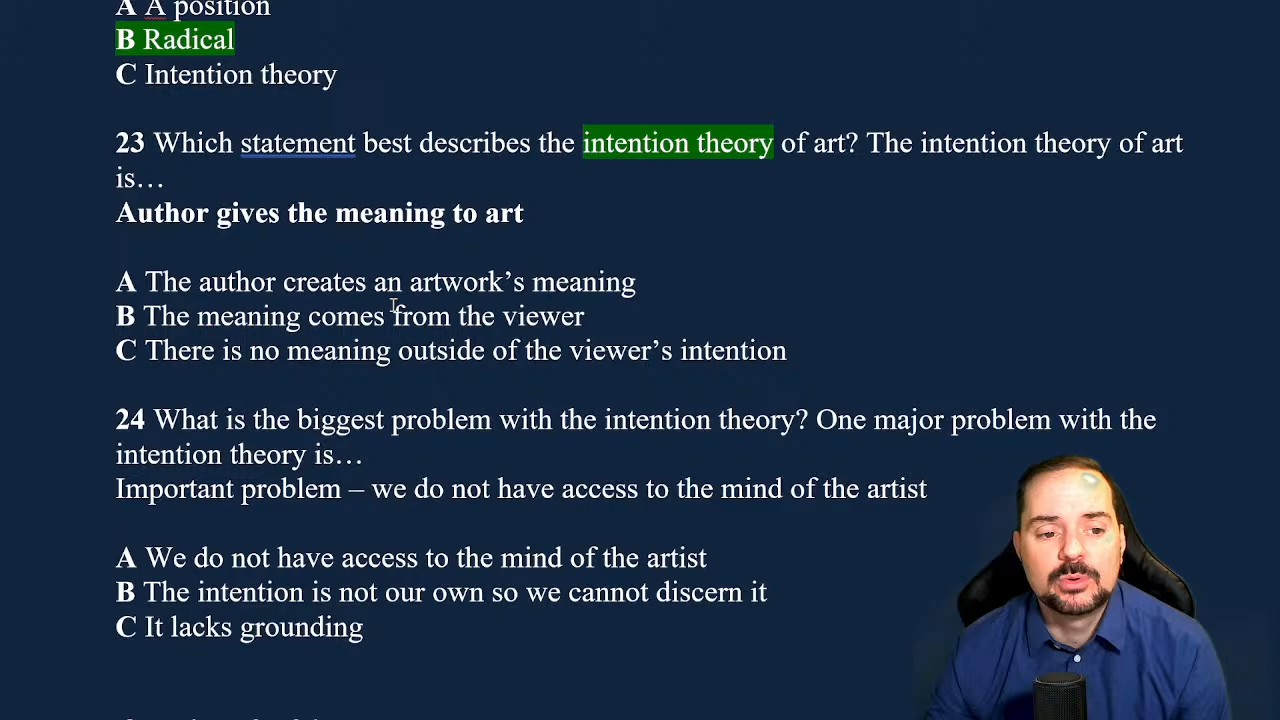 A A position
B Radical
C Intention theory
23 Which statement best describes the intention theory of art? The intention theory of art
is…
Author gives the meaning to art
A The author creates an artwork’s meaning
B The meaning comes from the viewer
C There is no meaning outside of the viewer’s intention
24 What is the biggest problem with the intention theory? One major problem with the
intention theory is…
Important problem – we do not have access to the mind of the artist
A We do not have access to the mind of the artist
B The intention is not our own so we cannot discern it
C It lacks grounding